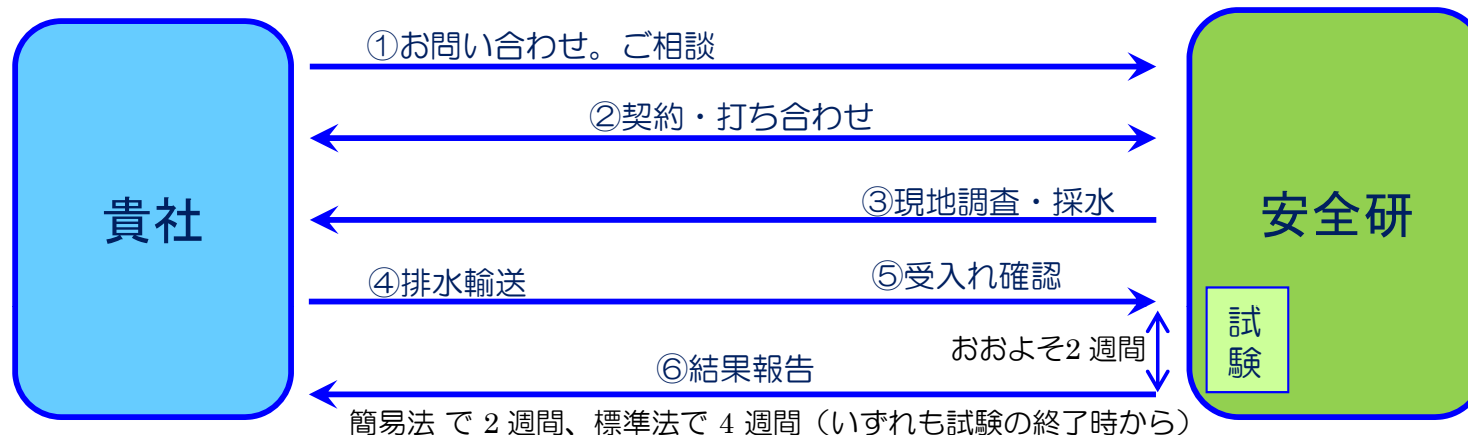 ①お問い合わせ。ご相談
②契約・打ち合わせ
③現地調査・採水
貴社
安全研
④排水輸送
⑤受入れ確認
試
験
おおよそ2 週間
⑥結果報告
簡易法 で 2 週間、標準法で 4 週間（いずれも試験の終了時から）